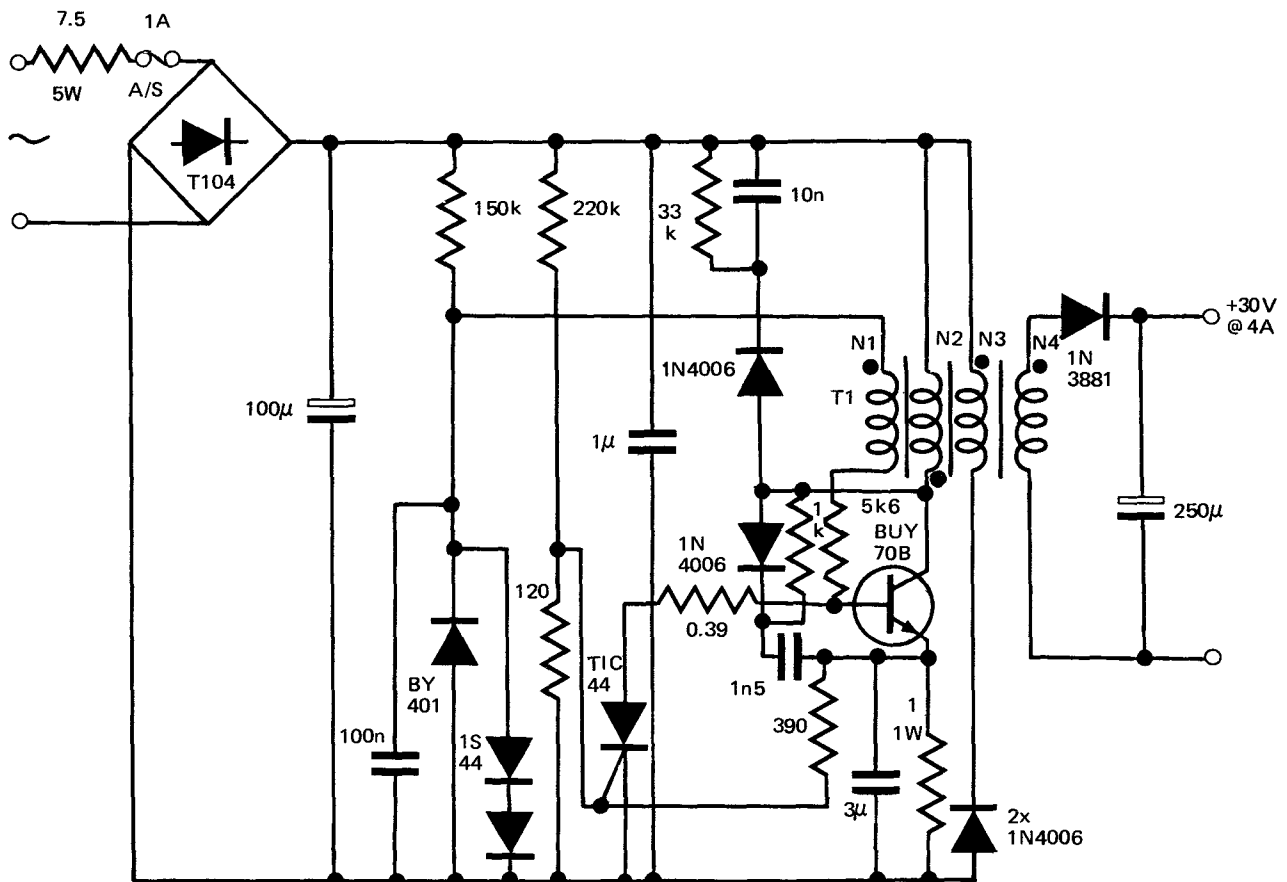 7.5
1A
5W
A/S
~
T104
150k
220k
33
k
10n
100μ
1μ
1N4006
N1
N2
N3
N4
T1
1N
3881
+30V
@ 4A
250μ
5k6
1
k
BUY
70B
1N
4006
120
0.39
TIC
44
BY
401
1n5
390
1
1W
100n
1S
44
3μ
2x
1N4006